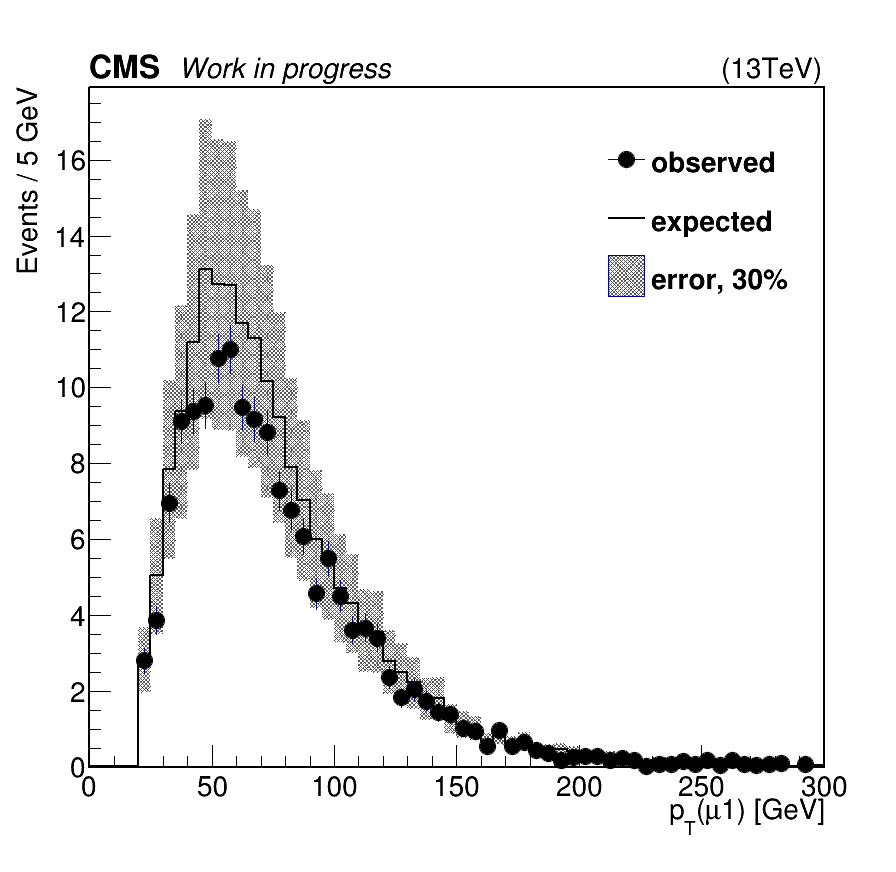 CMS Work in progress (13TeV)
Events / 5 GeV
observed
expected
error, 30%
16
14
12
10
8
6
4
2
0
0 50 100 150 200 250 300
p_T(μ1) [GeV]